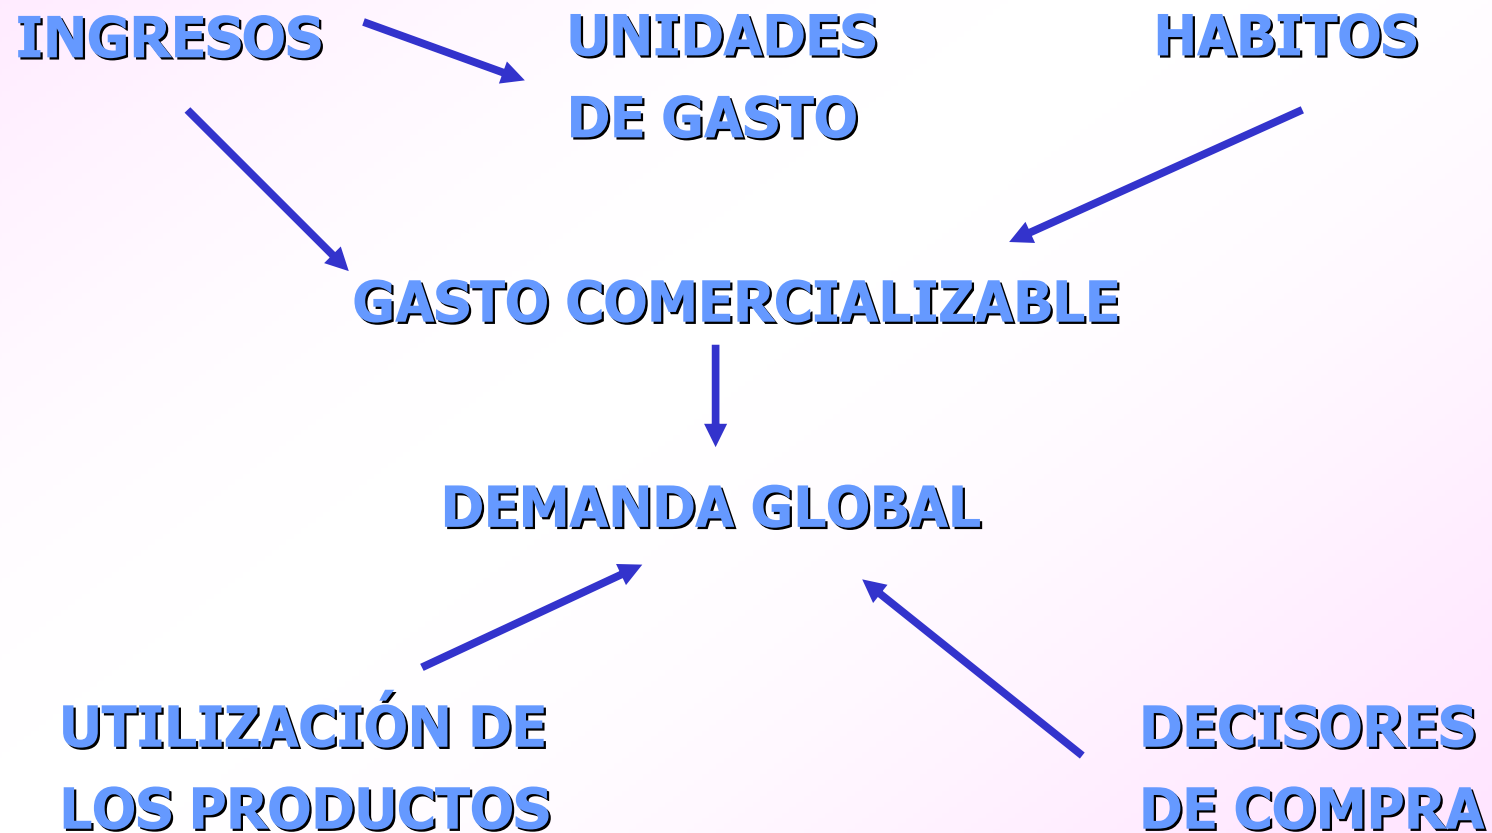 INGRESOS
UNIDADES
DE GASTO
HABITOS
GASTO COMERCIALIZABLE
DEMANDA GLOBAL
UTILIZACIÓN DE
LOS PRODUCTOS
DECISORES
DE COMPRA